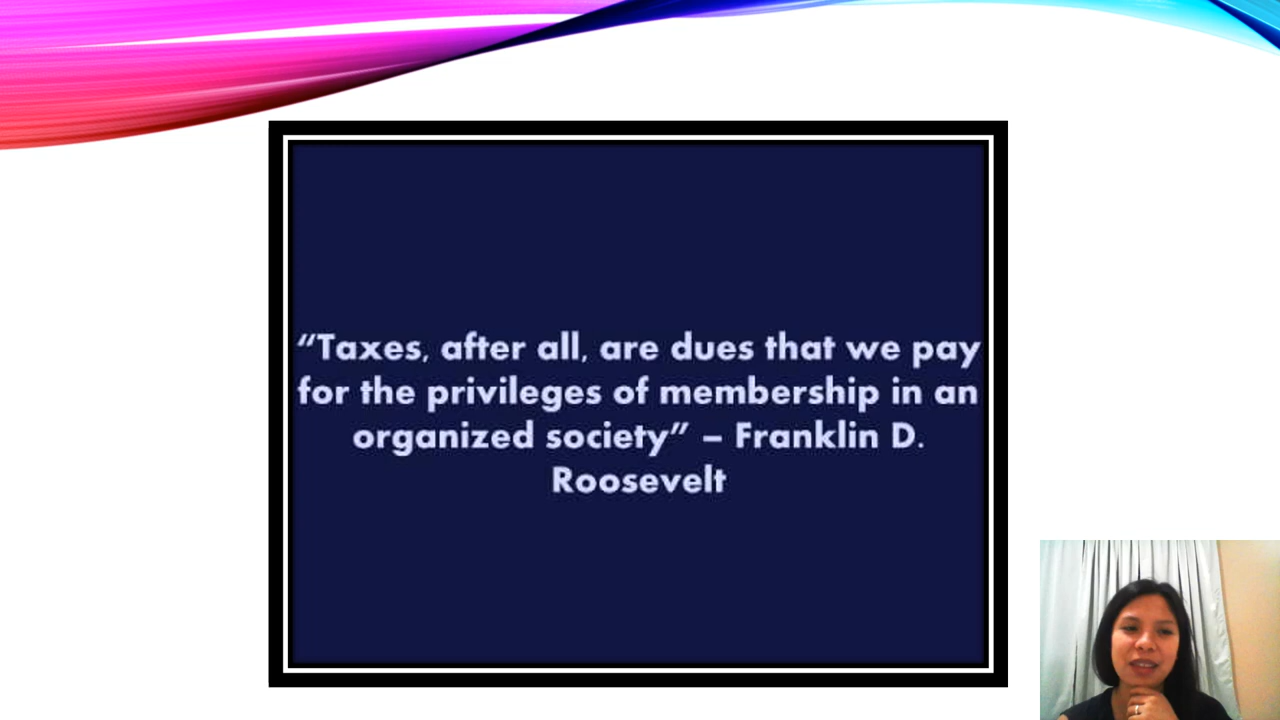 “Taxes, after all, are dues that we pay
for the privileges of membership in an
organized society” – Franklin D.
Roosevelt